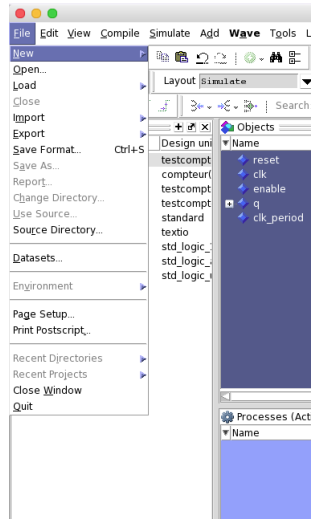 File Edit View Compile Simulate Add Wave Tools L
New
Open...
Load
Close
Import
Export
Save Format... Ctrl+S
Save As...
Report...
Change Directory...
Use Source...
Source Directory...
Datasets...
Environment
Page Setup...
Print Postscript...
Recent Directories
Recent Projects
Close Window
Quit
Layout Simulate
Search
Design uni
testcompt
compteur(
testcompt
testcompt
standard
textio
std_logic_
std_logic_a
std_logic_
Objects
Name
reset
clk
enable
q
clk_period
Processes (Act
Name